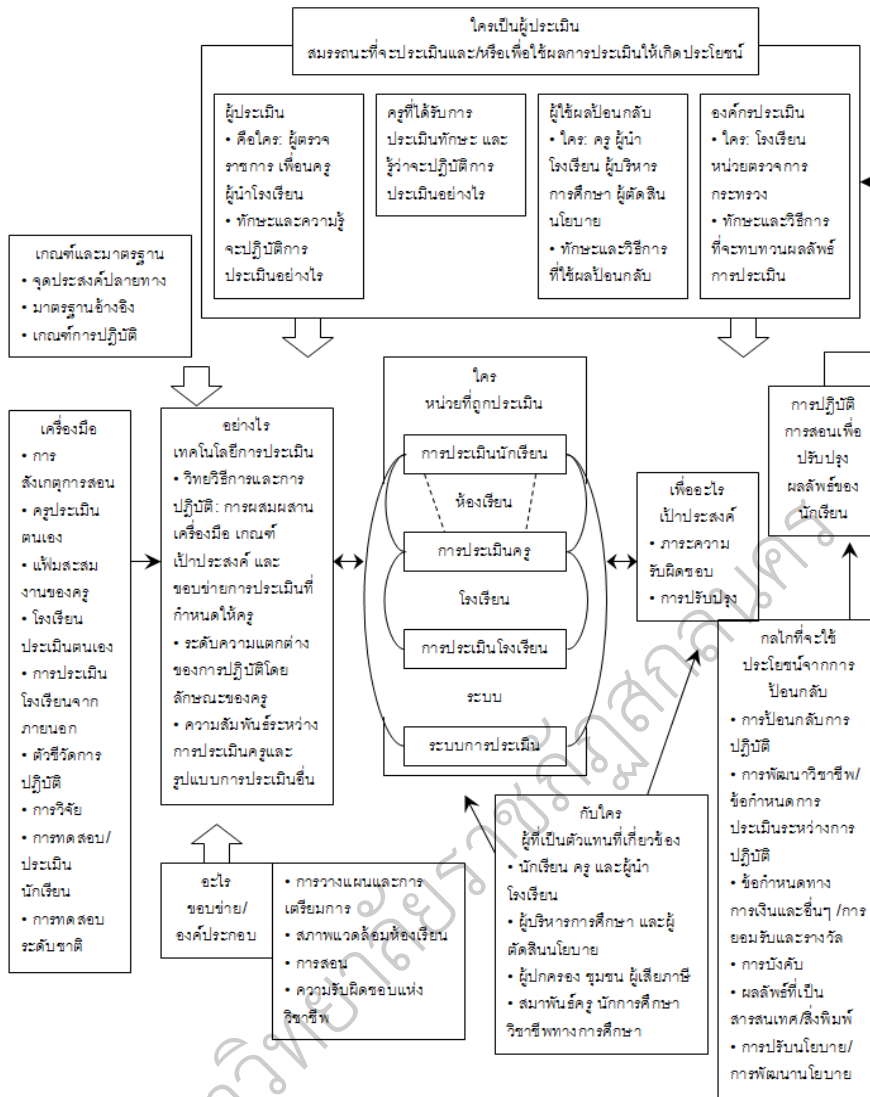 ใครเป็นผู้ประเมิน
สมรรถนะที่จะประเมินและ/หรือเพื่อใช้ผลการประเมินให้เกิดประโยชน์
ผู้ประเมิน
• คือใคร: ผู้ตรวจ
ราชการ เพื่อนครู
ผู้นำโรงเรียน
• ทักษะและความรู้
จะปฏิบัติการ
ประเมินอย่างไร
ครูที่ได้รับการ
ประเมินทักษะ และ
รู้ว่าจะปฏิบัติการ
ประเมินอย่างไร
ผู้ใช้ผลป้อนกลับ
• ใคร: ครู ผู้นำ
โรงเรียน ผู้บริหาร
การศึกษา ผู้ตัดสิน
นโยบาย
• ทักษะและวิธีการ
ที่ใช้ผลป้อนกลับ
องค์กรประเมิน
• ใคร: โรงเรียน
หน่วยตรวจการ
กระทรวง
• ทักษะและวิธีการ
ที่จะทบทวนผลลัพธ์
การประเมิน
เกณฑ์และมาตรฐาน
• จุดประสงค์ปลายทาง
• มาตรฐานอ้างอิง
• เกณฑ์การปฏิบัติ
เครื่องมือ
• การ
สังเกตุการสอน
• ครูประเมิน
ตนเอง
• แฟ้มสะสม
งานของครู
• โรงเรียน
ประเมินตนเอง
• การประเมิน
โรงเรียนจาก
ภายนอก
• ตัวชี้วัดการ
ปฏิบัติ
• การวิจัย
• การทดสอบ/
ประเมิน
นักเรียน
• การทดสอบ
ระดับชาติ
อย่างไร
เทคโนโลยีการประเมิน
• วิทยวิธีการและการ
ปฏิบัติ: การผสมผสาน
เครื่องมือ เกณฑ์
เป้าประสงค์ และ
ขอบข่ายการประเมินที่
กำหนดให้ครู
• ระดับความแตกต่าง
ของการปฏิบัติโดย
ลักษณะของครู
• ความสัมพันธ์ระหว่าง
การประเมินครูและ
รูปแบบการประเมินอื่น
ใคร
หน่วยที่ถูกประเมิน
การประเมินนักเรียน
ห้องเรียน
การประเมินครู
โรงเรียน
การประเมินโรงเรียน
ระบบ
ระบบการประเมิน
เพื่ออะไร
เป้าประสงค์
• ภาระความ
รับผิดชอบ
• การปรับปรุง
การปฏิบัติ
การสอนเพื่อ
ปรับปรุง
ผลลัพธ์ของ
นักเรียน
กลไกที่จะใช้
ประโยชน์จากการ
ป้อนกลับ
• การป้อนกลับการ
ปฏิบัติ
• การพัฒนาวิชาชีพ/
ข้อกำหนดการ
ประเมินระหว่างการ
ปฏิบัติ
• ข้อกำหนดทาง
การเงินและอื่นๆ /การ
ยอมรับและรางวัล
• การบังคับ
• ผลลัพธ์ที่เป็น
สารสนเทศ/สิ่งพิมพ์
• การปรับนโยบาย/
การพัฒนานโยบาย
อะไร
ขอบข่าย/
องค์ประกอบ
• การวางแผนและการ
เตรียมการ
• สภาพแวดล้อมห้องเรียน
• การสอน
• ความรับผิดชอบแห่ง
วิชาชีพ
กับใคร
ผู้ที่เป็นตัวแทนที่เกี่ยวข้อง
• นักเรียน ครู และผู้นำ
โรงเรียน
• ผู้บริหารการศึกษา และผู้
ตัดสินนโยบาย
• ผู้ปกครอง ชุมชน ผู้เสียภาษี
• สมาพันธ์ครู นักการศึกษา
วิชาชีพทางการศึกษา
วิทยาลัยราชภัฏสกลนคร